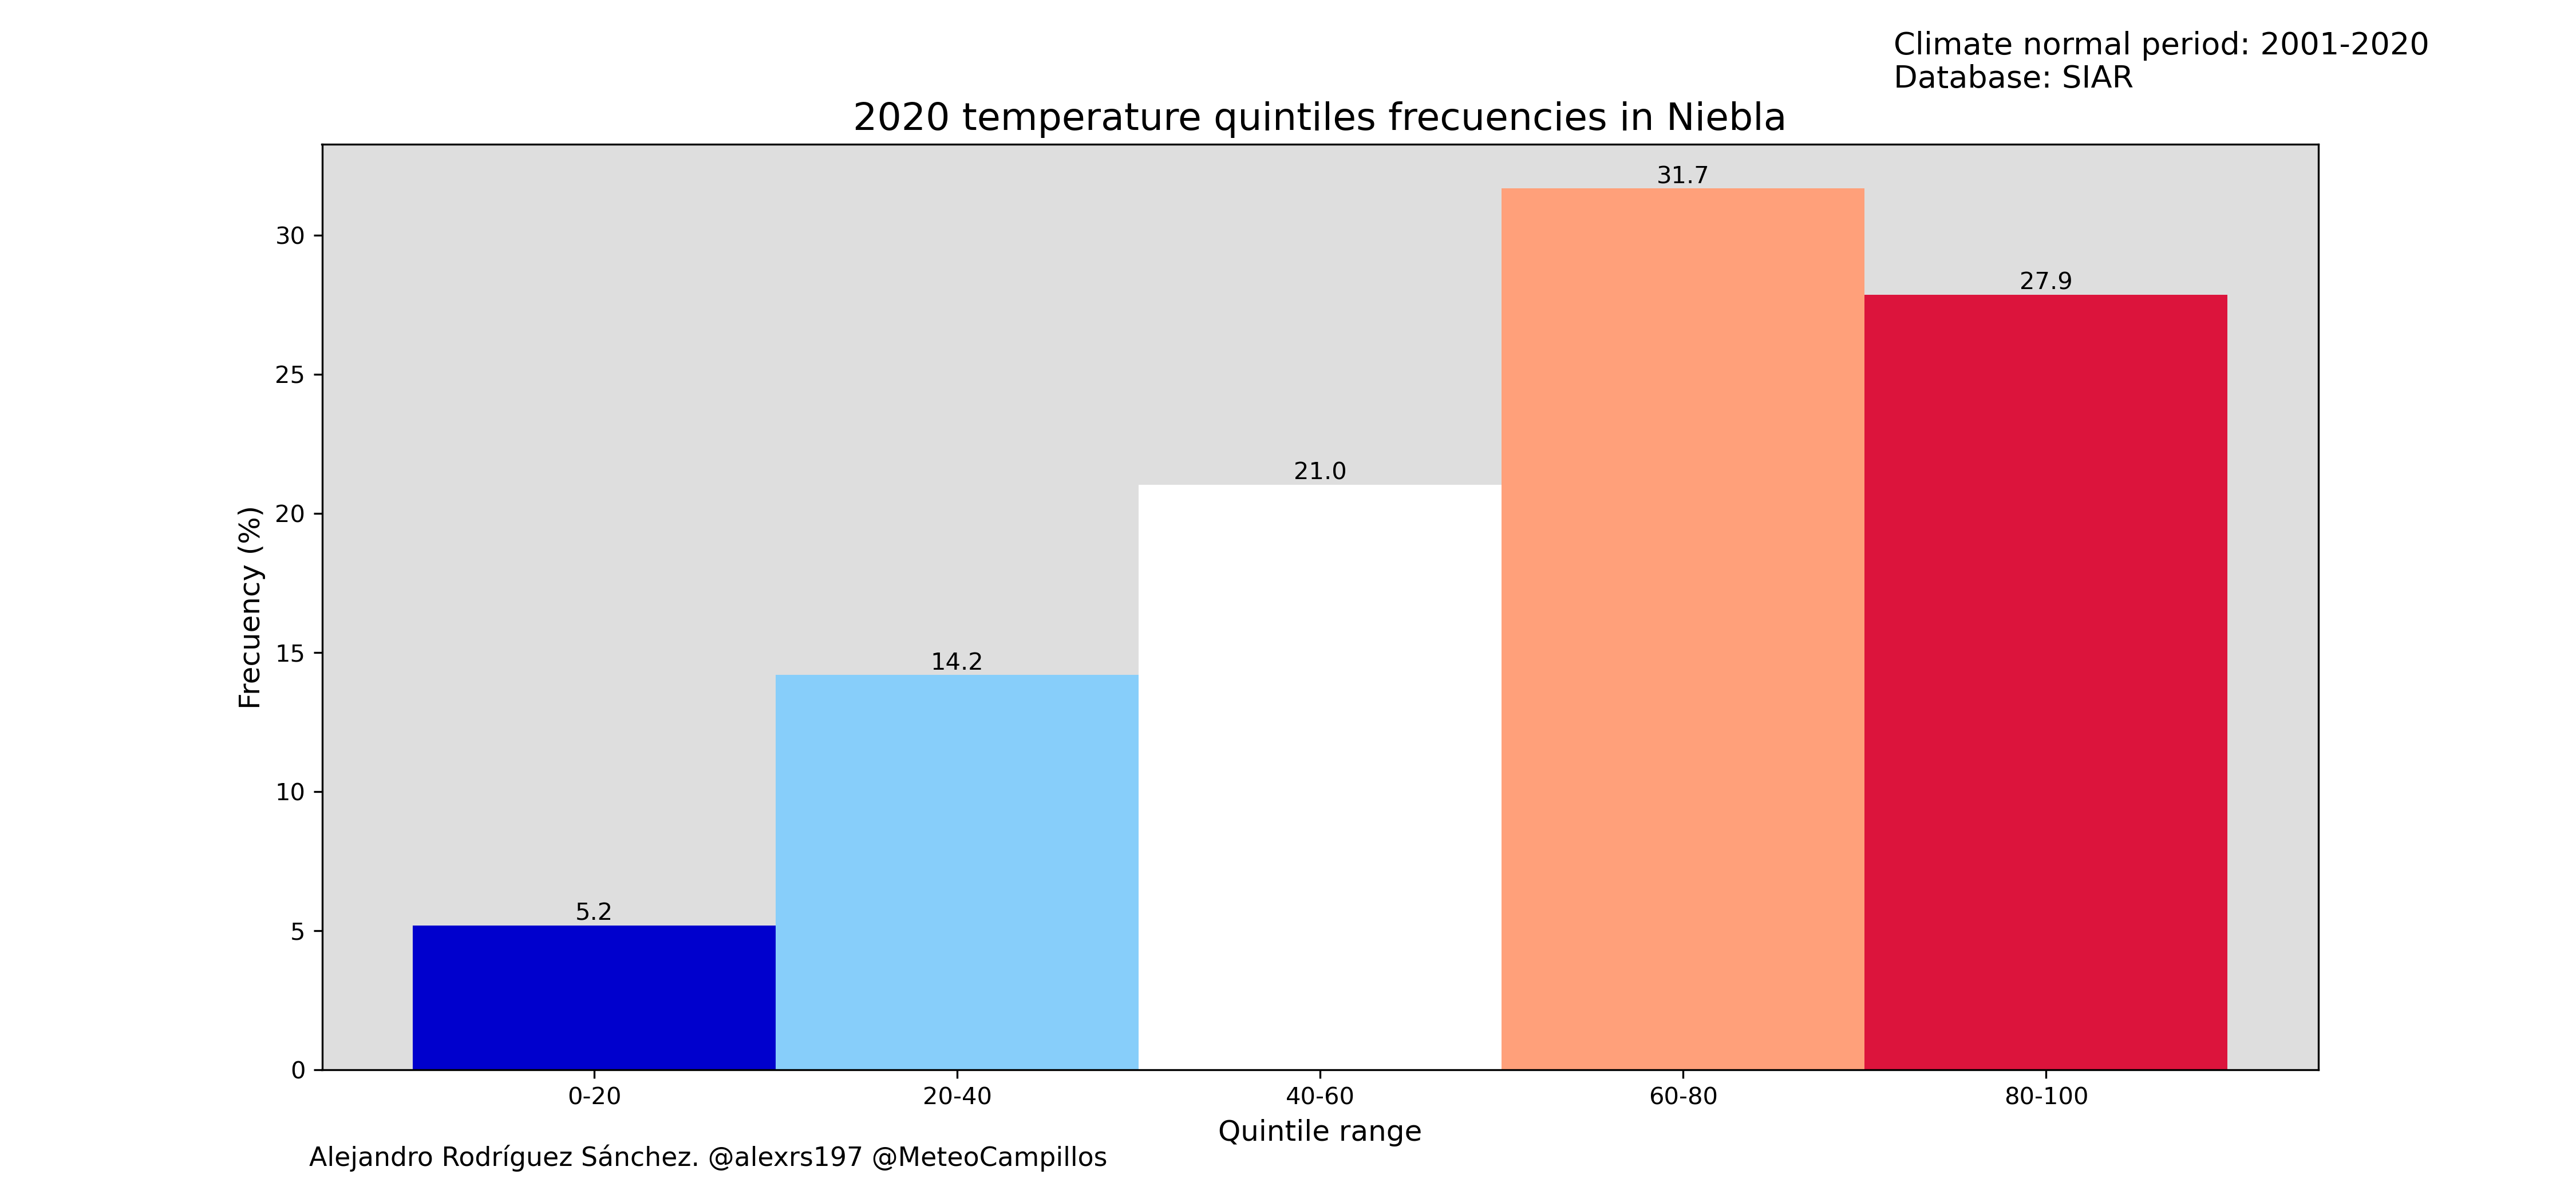 Climate normal period: 2001-2020
Database: SIAR
2020 temperature quintiles frecuencies in Niebla
Frecuency (%)
30
25
20
15
10
5
0
5.2
14.2
21.0
31.7
27.9
0-20
20-40
40-60
60-80
80-100
Quintile range
Alejandro Rodríguez Sánchez. @alexrs197 @MeteoCampillos